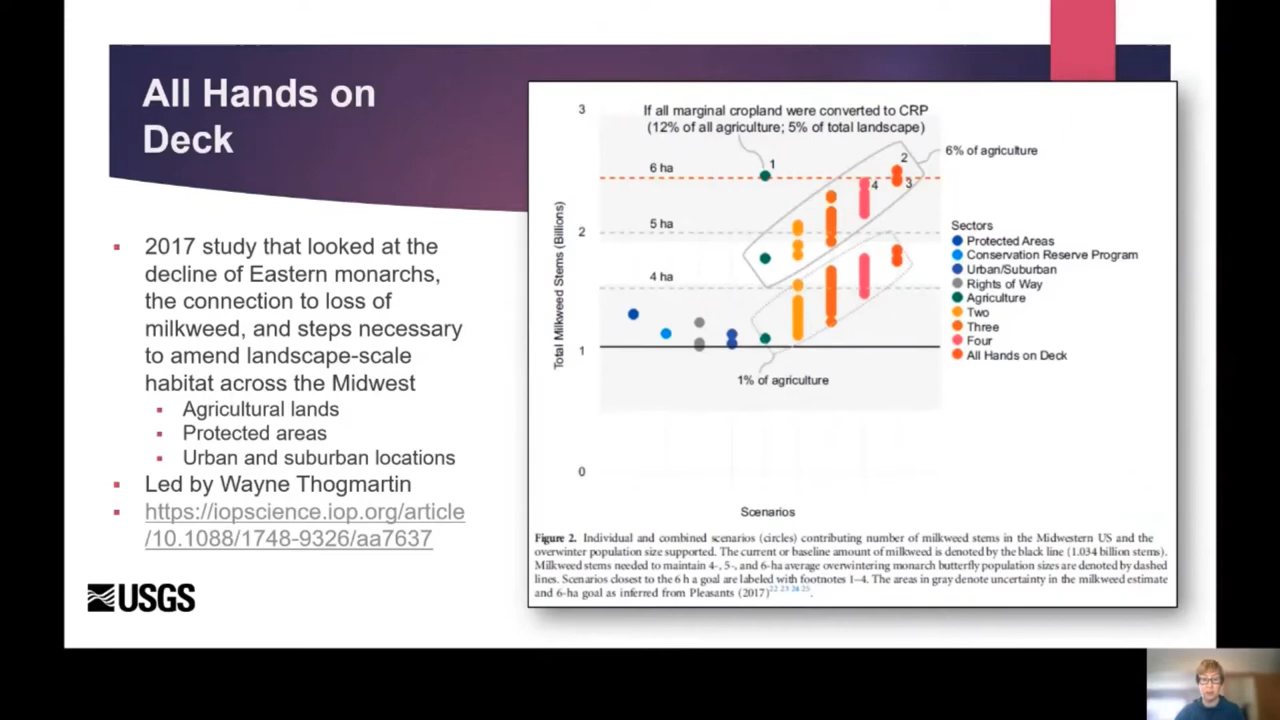 All Hands on
Deck
2017 study that looked at the
decline of Eastern monarchs,
the connection to loss of
milkweed, and steps necessary
to amend landscape-scale
habitat across the Midwest
Agricultural lands
Protected areas
Urban and suburban locations
Led by Wayne Thogmartin
https://iopscience.iop.org/article
/10.1088/1748-9326/aa7637
USGS
If all marginal cropland were converted to CRP
(12% of all agriculture; 5% of total landscape)
6% of agriculture
3
2
1
0
Total Milkweed Stems (Billions)
6 ha
5 ha
4 ha
1
2
3
4
1% of agriculture
Scenarios
Sectors
Protected Areas
Conservation Reserve Program
Urban/Suburban
Rights of Way
Agriculture
Two
Three
Four
All Hands on Deck
Figure 2. Individual and combined scenarios (circles) contributing number of milkweed stems in the Midwestern US and the
overwinter population size supported. The current or baseline amount of milkweed is denoted by the black line (1.034 billion stems).
Milkweed stems needed to maintain 4-, 5-, and 6-ha average overwintering monarch butterfly population sizes are denoted by dashed
lines. Scenarios closest to the 6 h a goal are labeled with footnotes 1–4. The areas in gray denote uncertainty in the milkweed estimate
and 6-ha goal as inferred from Pleasants (2017)22 23 24 25.